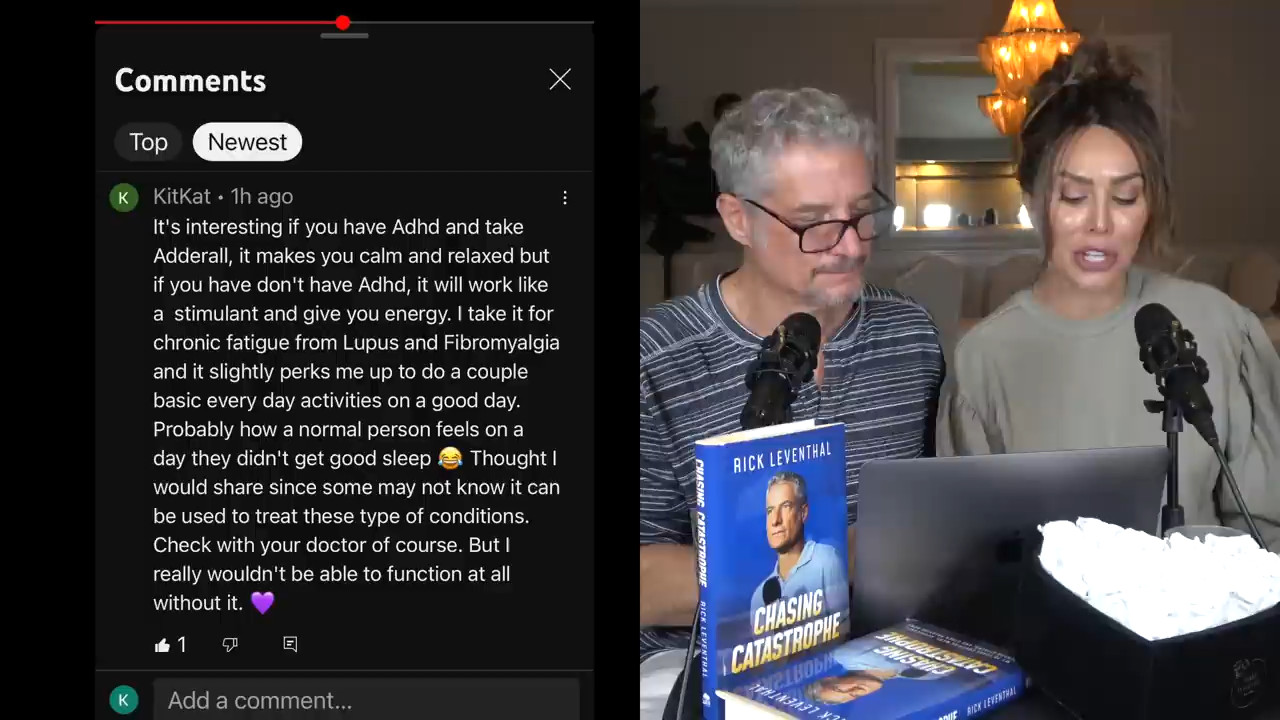 Comments
Top
Newest
K
KitKat • 1h ago
It's interesting if you have Adhd and take
Adderall, it makes you calm and relaxed but
if you have don't have Adhd, it will work like
a stimulant and give you energy. I take it for
chronic fatigue from Lupus and Fibromyalgia
and it slightly perks me up to do a couple
basic every day activities on a good day.
Probably how a normal person feels on a
day they didn't get good sleep 😂 Thought I
would share since some may not know it can
be used to treat these type of conditions.
Check with your doctor of course. But I
really wouldn't be able to function at all
without it. 💜
1
K
Add a comment...
RICK LEVENTHAL
CHASING
CATASTROPHE
CHASING CATASTROPHE
RICK LEVENTHAL
CHASING
CATASTROPHE
RICK LEVENTHAL
RICK LEVENTHAL